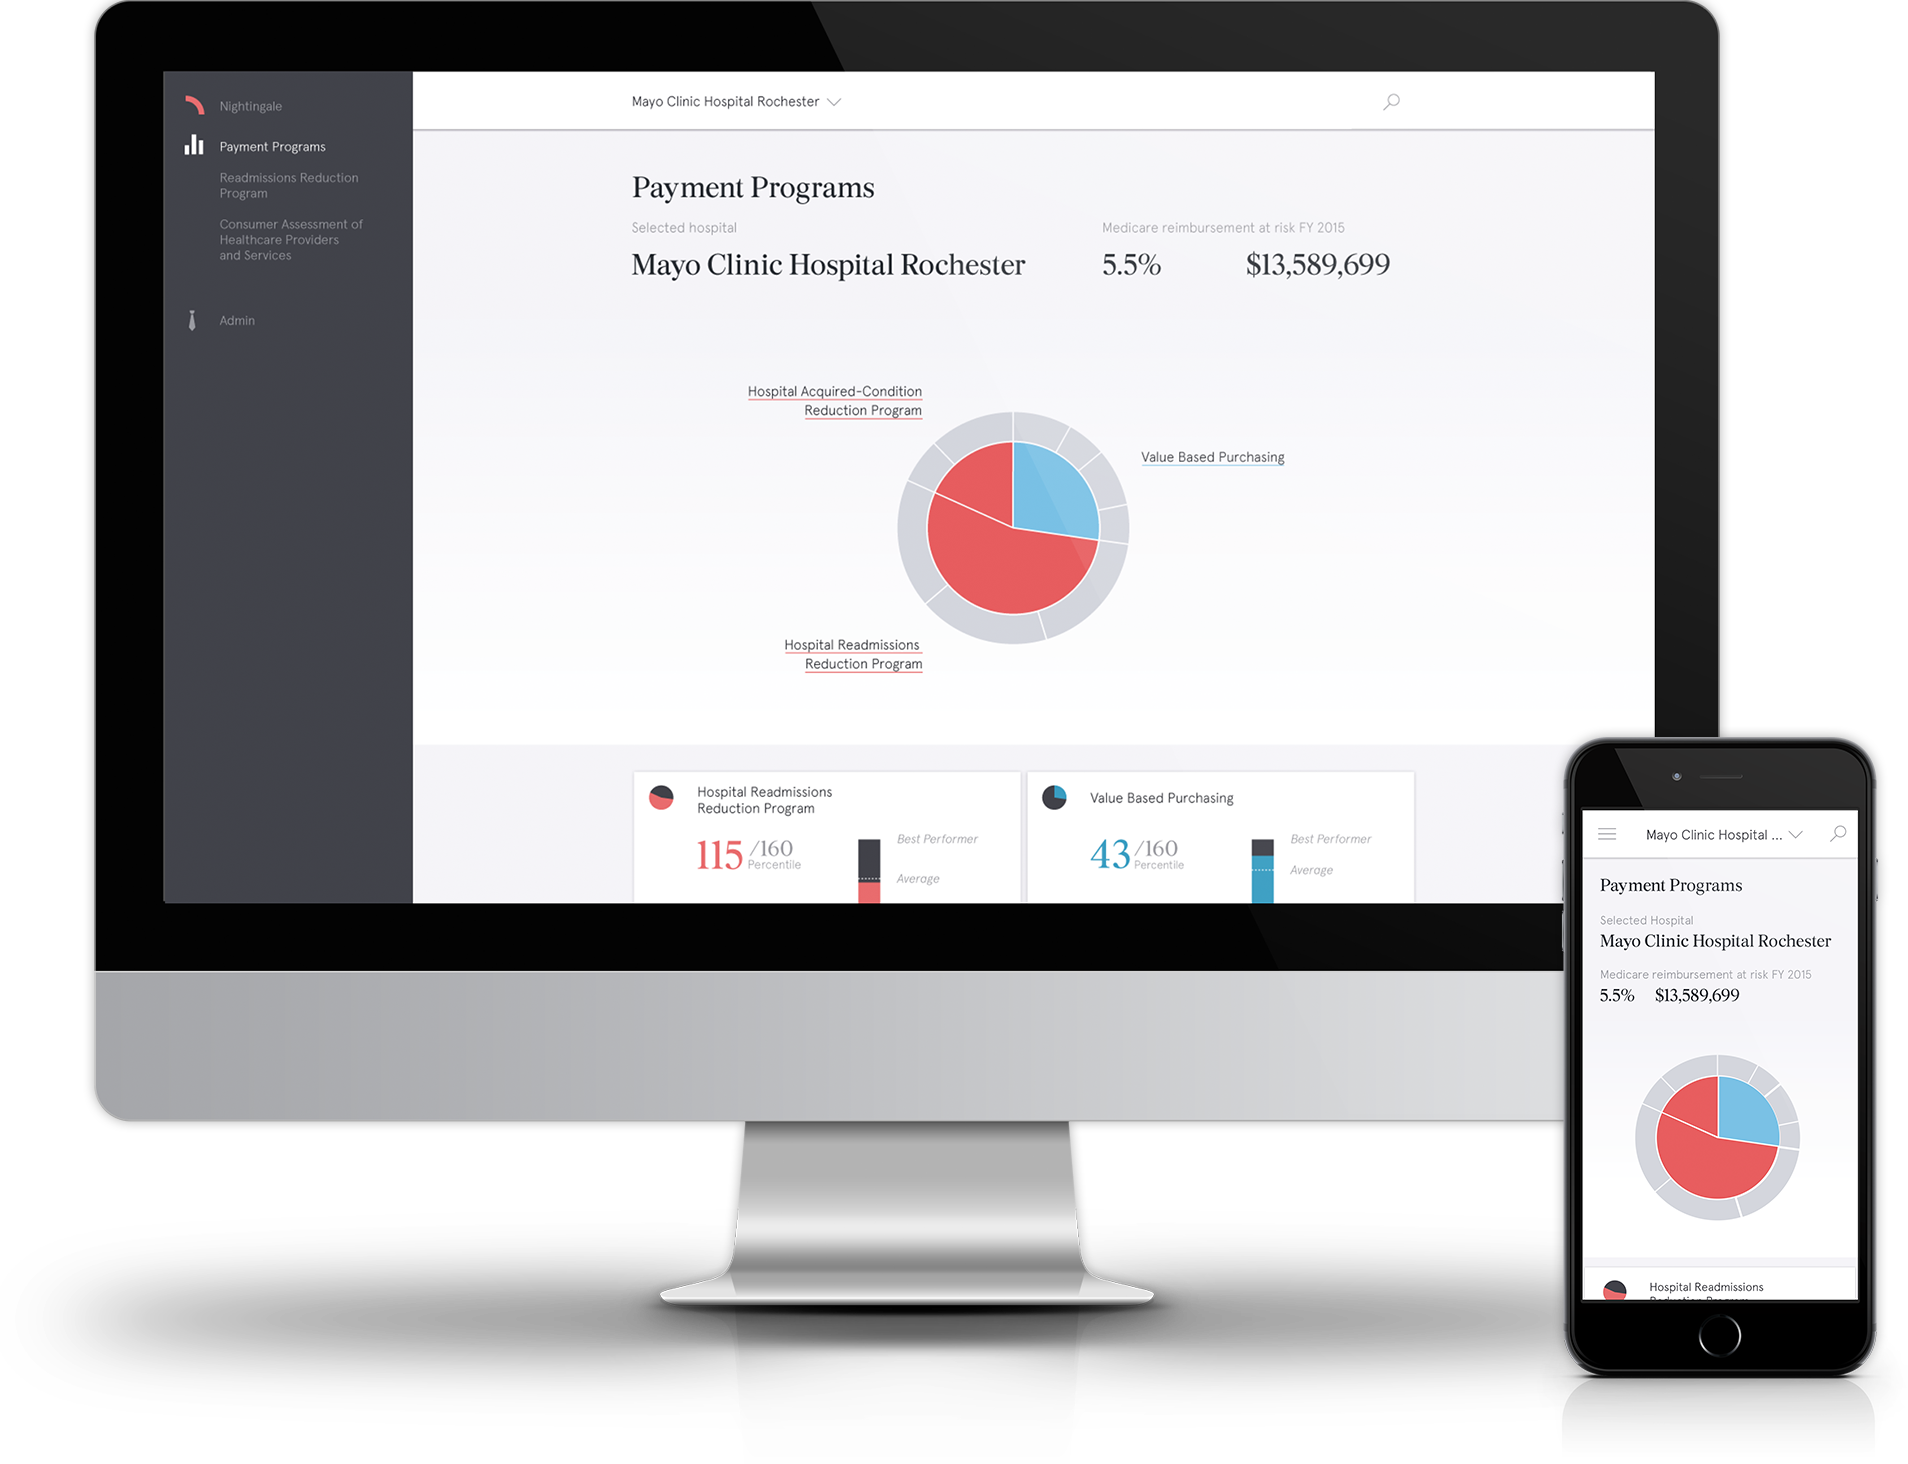 Nightingale
Payment Programs
Readmissions Reduction
Program
Consumer Assessment of
Healthcare Providers
and Services
Admin
Mayo Clinic Hospital Rochester
Payment Programs
Selected hospital
Medicare reimbursement at risk FY 2015
Mayo Clinic Hospital Rochester
5.5%
$13,589,699
Hospital Acquired-Condition
Reduction Program
Value Based Purchasing
Hospital Readmissions
Reduction Program
Hospital Readmissions
Reduction Program
115 /160
Percentile
Best Performer
Average
Value Based Purchasing
43 /160
Percentile
Best Performer
Average
Mayo Clinic Hospital ...
Payment Programs
Selected Hospital
Mayo Clinic Hospital Rochester
Medicare reimbursement at risk FY 2015
5.5% $13,589,699
Hospital Readmissions